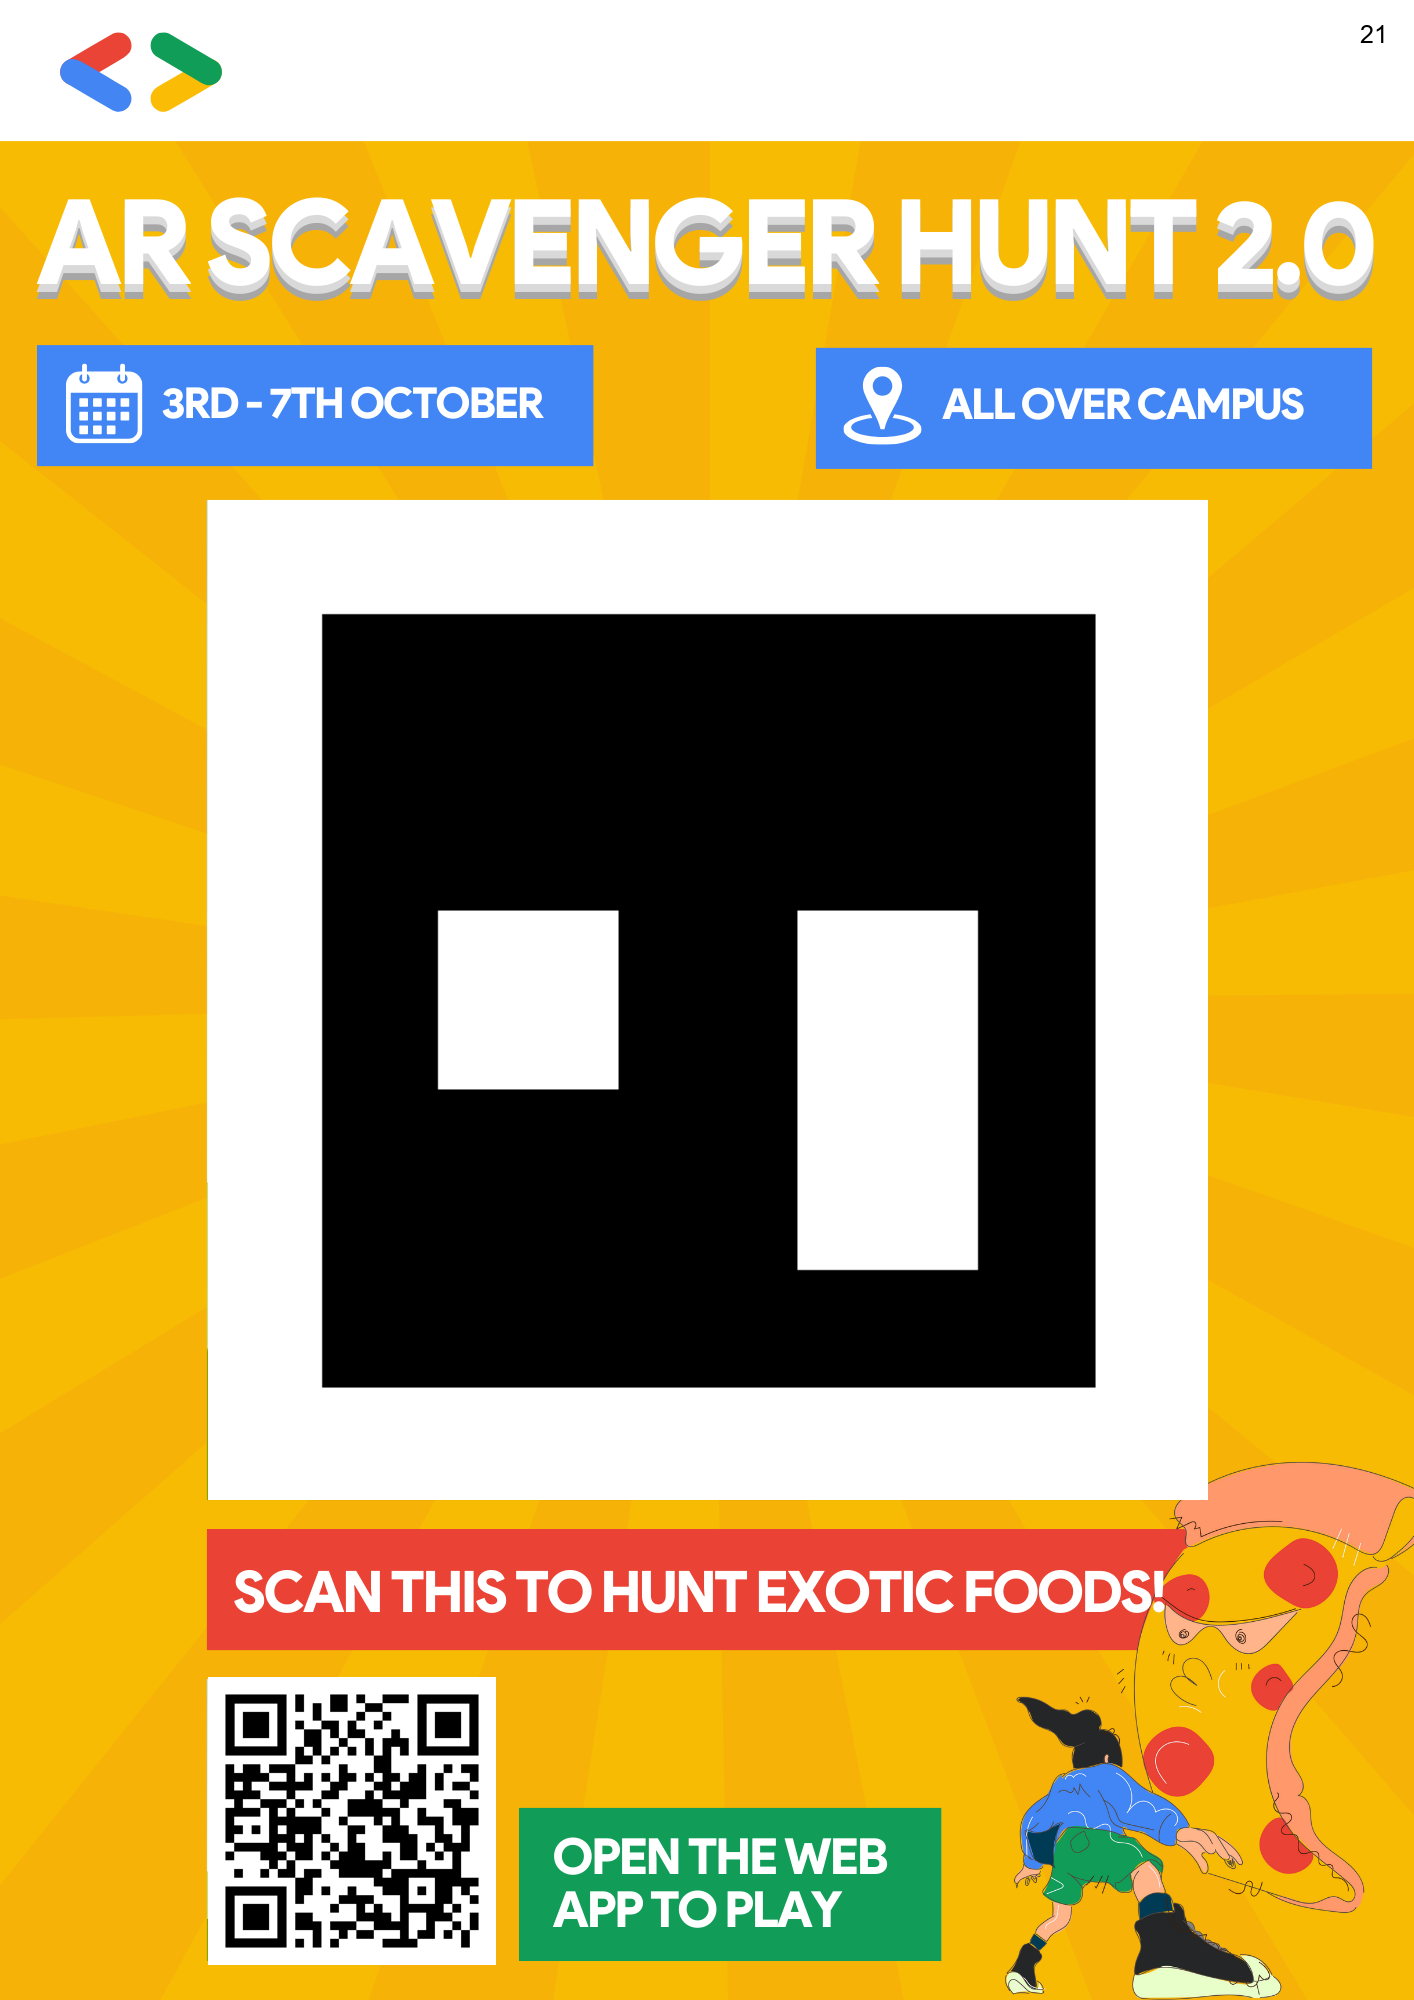 21
AR SCAVENGER HUNT 2.0
3RD - 7TH OCTOBER
ALL OVER CAMPUS
SCAN THIS TO HUNT EXOTIC FOODS!
OPEN THE WEB
APP TO PLAY